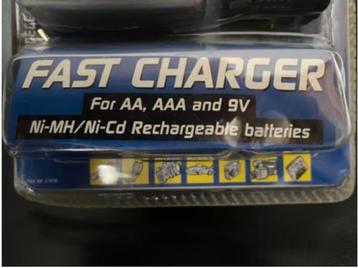 FAST CHARGER
For AA, AAA and 9V
Ni-MH/Ni-Cd Rechargeable batteries